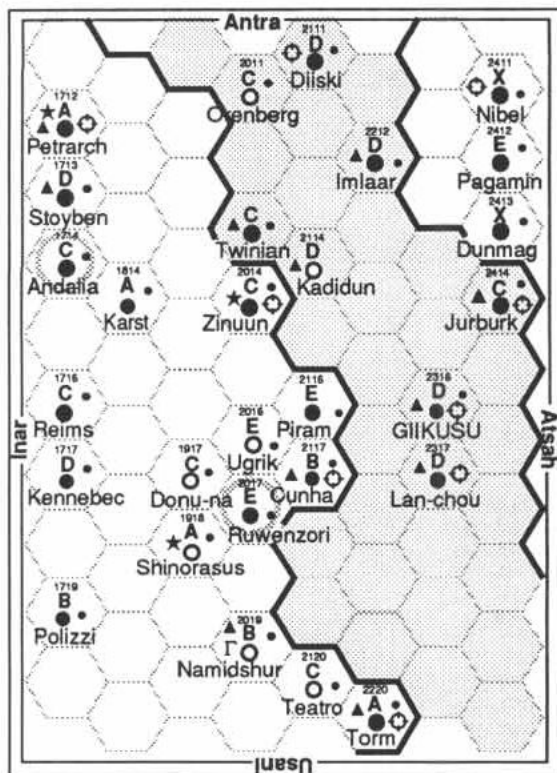 Antra
2111
D
Diiski
2011
C
Orenberg
2411
X
Nibel
1712
A
Petrarch
2212
D
Imlaar
2412
E
Pagamin
1713
D
Stoyben
C
Twinian
2413
X
Dunmag
1714
C
Andalia
2114
D
Kadidun
1814
A
Karst
2014
C
Zinuun
2414
C
Jurburk
Inar
Atsah
1716
C
Reims
2116
E
Piram
2316
D
GIIKUSU
2016
E
Ugrik
1717
D
Kennebec
1917
C
Donu-na
2117
B
Cunha
2317
D
Lan-chou
2017
E
Ruwenzori
1918
A
Shinorasus
1719
B
Polizzi
2019
B
Γ
Namidshur
2120
C
Teatro
2220
A
Torm
Usani